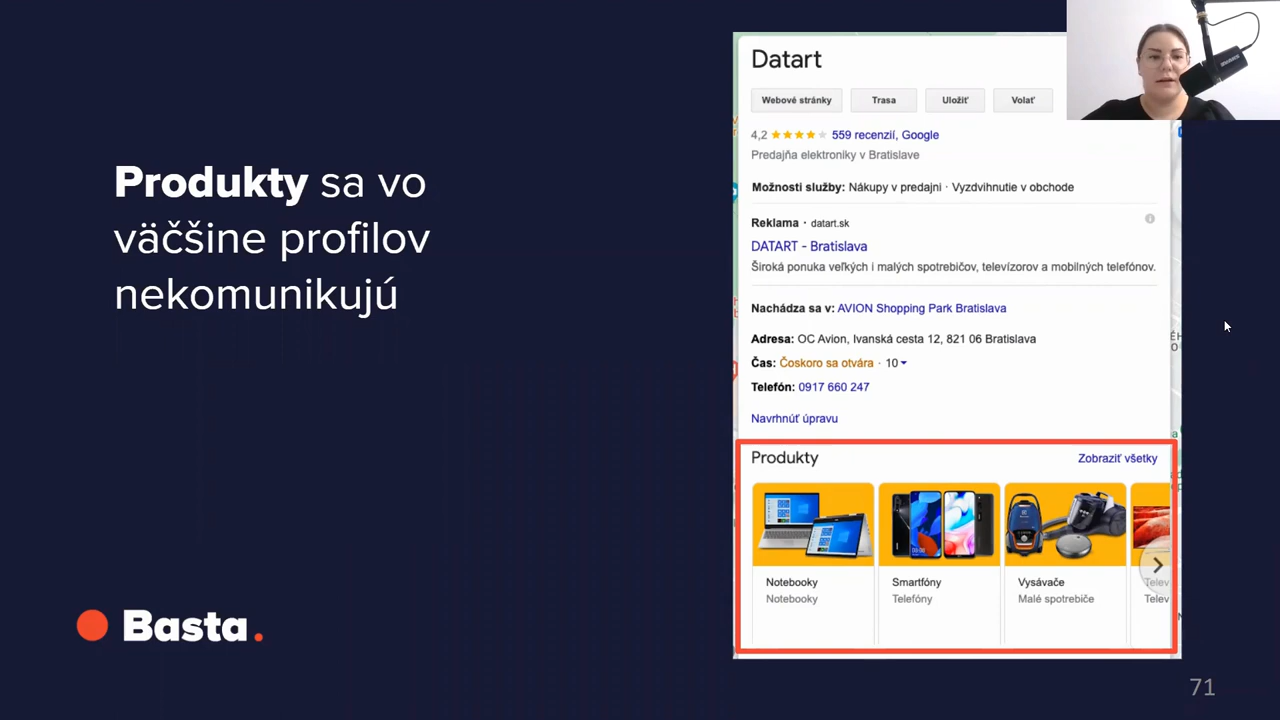 Produkty sa vo
väčšine profilov
nekomunikujú
Basta.
Datart
Webové stránky
Trasa
Uložiť
Volať
4,2 559 recenzií, Google
Predajňa elektroniky v Bratislave
Možnosti služby: Nákupy v predajni · Vyzdvihnutie v obchode
Reklama · datart.sk
DATART - Bratislava
Široká ponuka veľkých i malých spotrebičov, televízorov a mobilných telefónov.
Nachádza sa v: AVION Shopping Park Bratislava
Adresa: OC Avion, Ivanská cesta 12, 821 06 Bratislava
Čas: Čoskoro sa otvára · 10
Telefón: 0917 660 247
Navrhnúť úpravu
Produkty
Zobraziť všetky
Notebooky
Notebooky
Smartfóny
Telefóny
Vysávače
Malé spotrebiče
Telev
Telev
71